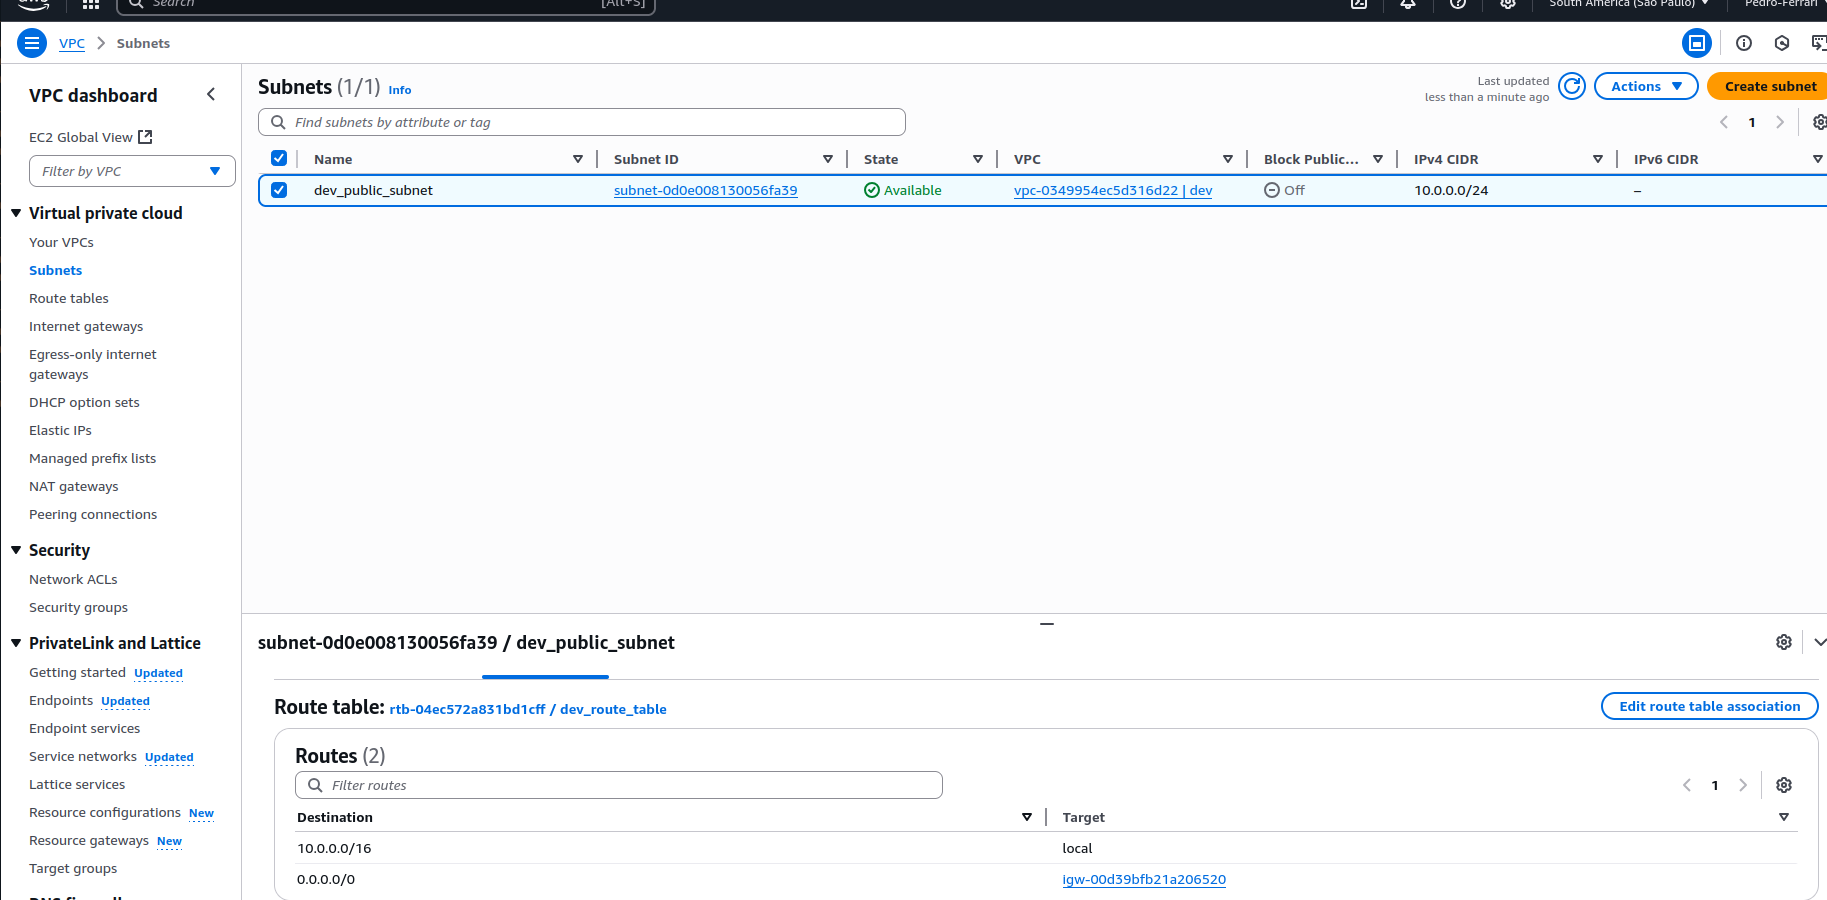 aws
Search
[Alt+S]
South America (São Paulo)
Pedro-Ferrari
VPC
Subnets
VPC dashboard
EC2 Global View
Filter by VPC
Virtual private cloud
Your VPCs
Subnets
Route tables
Internet gateways
Egress-only internet
gateways
DHCP option sets
Elastic IPs
Managed prefix lists
NAT gateways
Peering connections
Security
Network ACLs
Security groups
PrivateLink and Lattice
Getting started Updated
Endpoints Updated
Endpoint services
Service networks Updated
Lattice services
Resource configurations New
Resource gateways New
Target groups
Subnets (1/1) Info
Last updated
less than a minute ago
Actions
Create subnet
Find subnets by attribute or tag
1
Name Subnet ID State VPC Block Public... IPv4 CIDR IPv6 CIDR
dev_public_subnet subnet-0d0e008130056fa39 Available vpc-0349954ec5d316d22 | dev Off 10.0.0.0/24 –
subnet-0d0e008130056fa39 / dev_public_subnet
Route table: rtb-04ec572a831bd1cff / dev_route_table
Edit route table association
Routes (2)
Filter routes
1
Destination Target
10.0.0.0/16 local
0.0.0.0/0 igw-00d39bfb21a206520